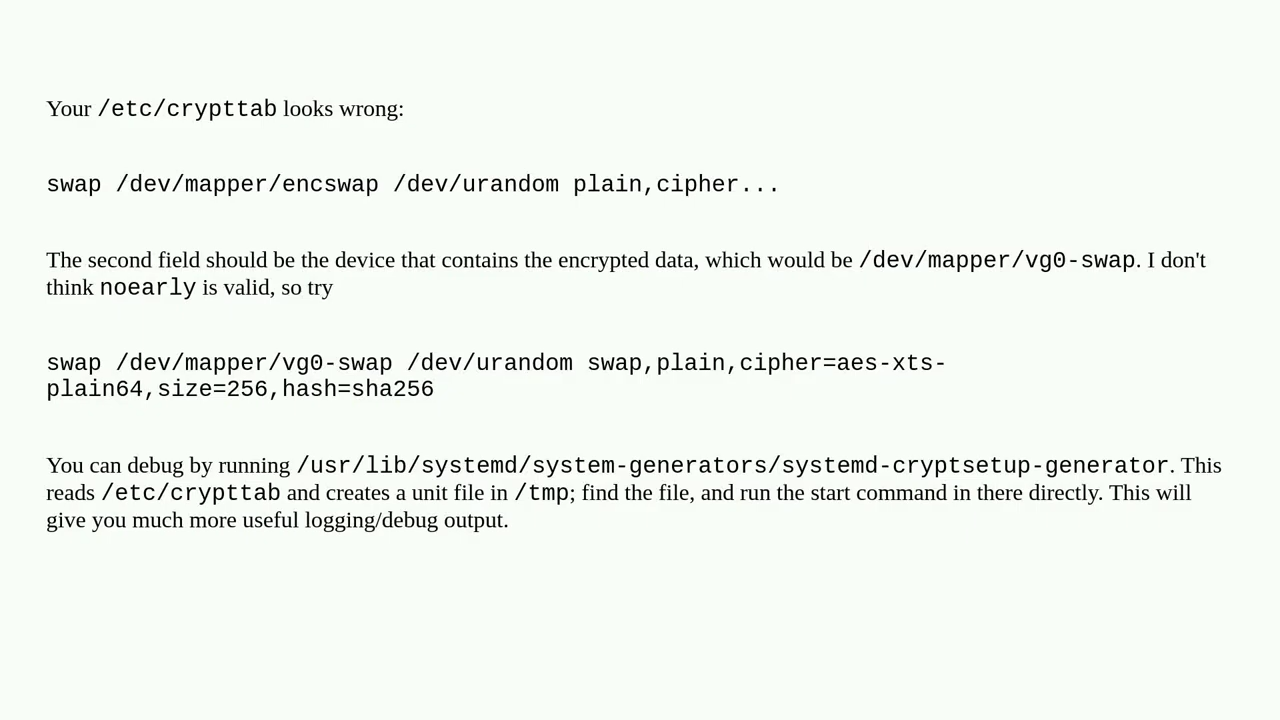 Your /etc/crypttab looks wrong:
swap /dev/mapper/encswap /dev/urandom plain,cipher...
The second field should be the device that contains the encrypted data, which would be /dev/mapper/vg0-swap. I don't
think noearly is valid, so try
swap /dev/mapper/vg0-swap /dev/urandom swap,plain,cipher=aes-xts-
plain64,size=256,hash=sha256
You can debug by running /usr/lib/systemd/system-generators/systemd-cryptsetup-generator. This
reads /etc/crypttab and creates a unit file in /tmp; find the file, and run the start command in there directly. This will
give you much more useful logging/debug output.